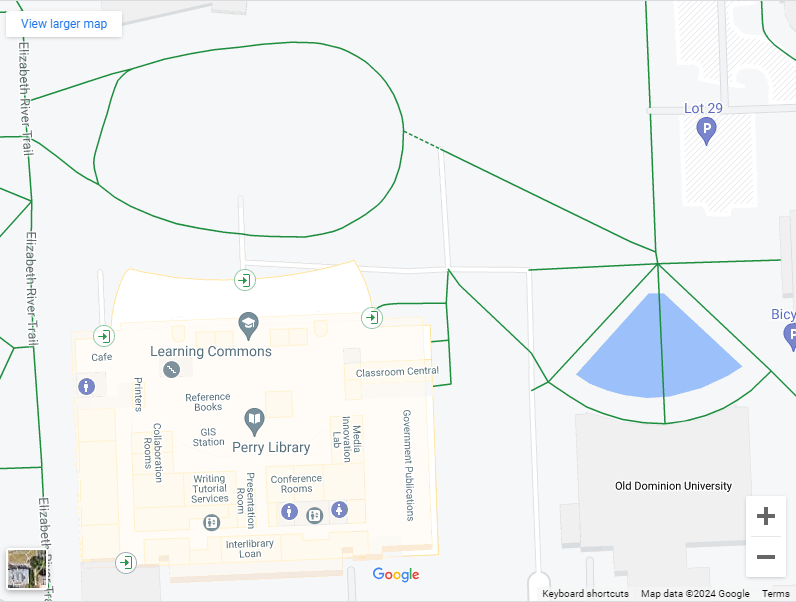 View larger map
Elizabeth River Trail
Lot 29
P
Elizabeth River Trail
Bicy
P
Learning Commons
Cafe
Classroom Central
Printers
Reference
Books
GIS
Station
Perry Library
Collaboration
Rooms
Media
Innovation
Lab
Government Publications
Writing
Tutorial
Services
Presentation
Room
Conference
Rooms
Interlibrary
Loan
Old Dominion University
Elizabeth River Tra
Google
Keyboard shortcuts
Map data ©2024 Google
Terms